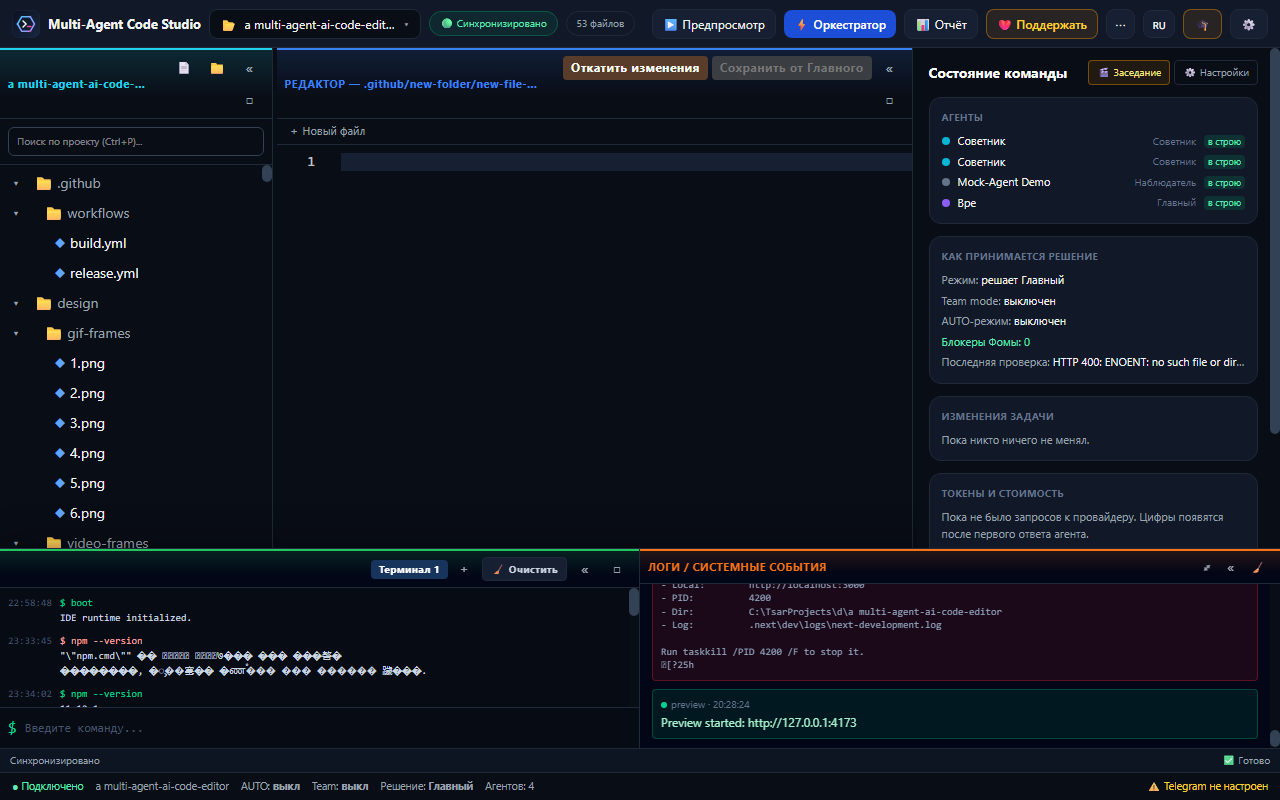 Multi-Agent Code Studio
a multi-agent-ai-code-edit...
Синхронизировано
53 файлов
Предпросмотр
Оркестратор
Отчёт
Поддержать
...
RU
a multi-agent-ai-code-...
Поиск по проекту (Ctrl+P)...
.github
workflows
build.yml
release.yml
design
gif-frames
1.png
2.png
3.png
4.png
5.png
6.png
video-frames
Откатить изменения
Сохранить от Главного
РЕДАКТОР — .github/new-folder/new-file-...
+ Новый файл
1
Состояние команды
Заседание
Настройки
АГЕНТЫ
Советник Советник в строю
Советник Советник в строю
Mock-Agent Demo Наблюдатель в строю
Вре Главный в строю
КАК ПРИНИМАЕТСЯ РЕШЕНИЕ
Режим: решает Главный
Team mode: выключен
AUTO-режим: выключен
Блокеры Фомы: 0
Последняя проверка: HTTP 400: ENOENT: no such file or dir...
ИЗМЕНЕНИЯ ЗАДАЧИ
Пока никто ничего не менял.
ТОКЕНЫ И СТОИМОСТЬ
Пока не было запросов к провайдеру. Цифры появятся
после первого ответа агента.
Терминал 1
+
Очистить
22:58:48 $ boot
IDE runtime initialized.
23:33:45 $ npm --version
"\"npm.cmd\""
23:34:02 $ npm --version
$ Введите команду...
ЛОГИ / СИСТЕМНЫЕ СОБЫТИЯ
- Local: http://localhost:3000
- PID: 4200
- Dir: C:\TsarProjects\d\a multi-agent-ai-code-editor
- Log: .next\dev\logs\next-development.log
Run taskkill /PID 4200 /F to stop it.
[?25h
preview · 20:28:24
Preview started: http://127.0.0.1:4173
Синхронизировано
Готово
Подключено a multi-agent-ai-code-editor AUTO: выкл Team: выкл Решение: Главный Агентов: 4
Telegram не настроен